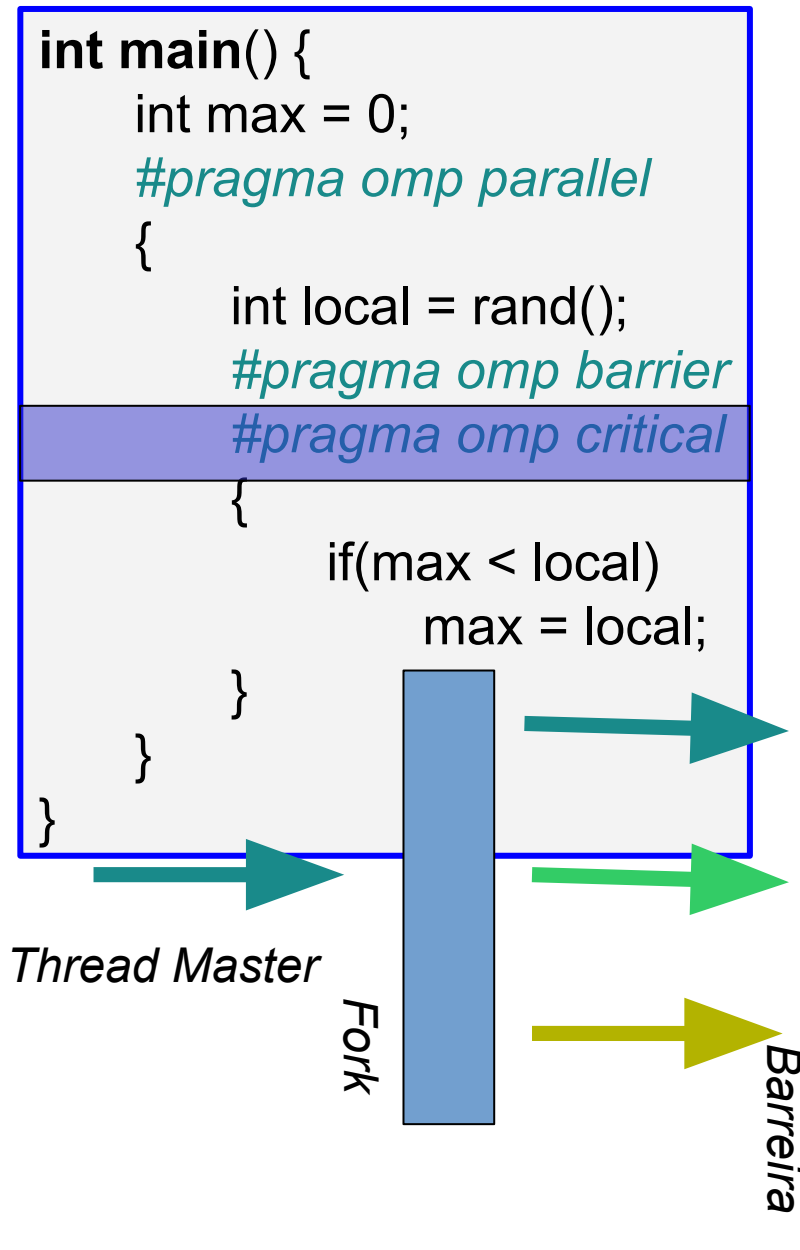 int main() {
int max = 0;
#pragma omp parallel
{
int local = rand();
#pragma omp barrier
#pragma omp critical
{
if(max < local)
max = local;
}
}
}
Thread Master
Fork
Barreira